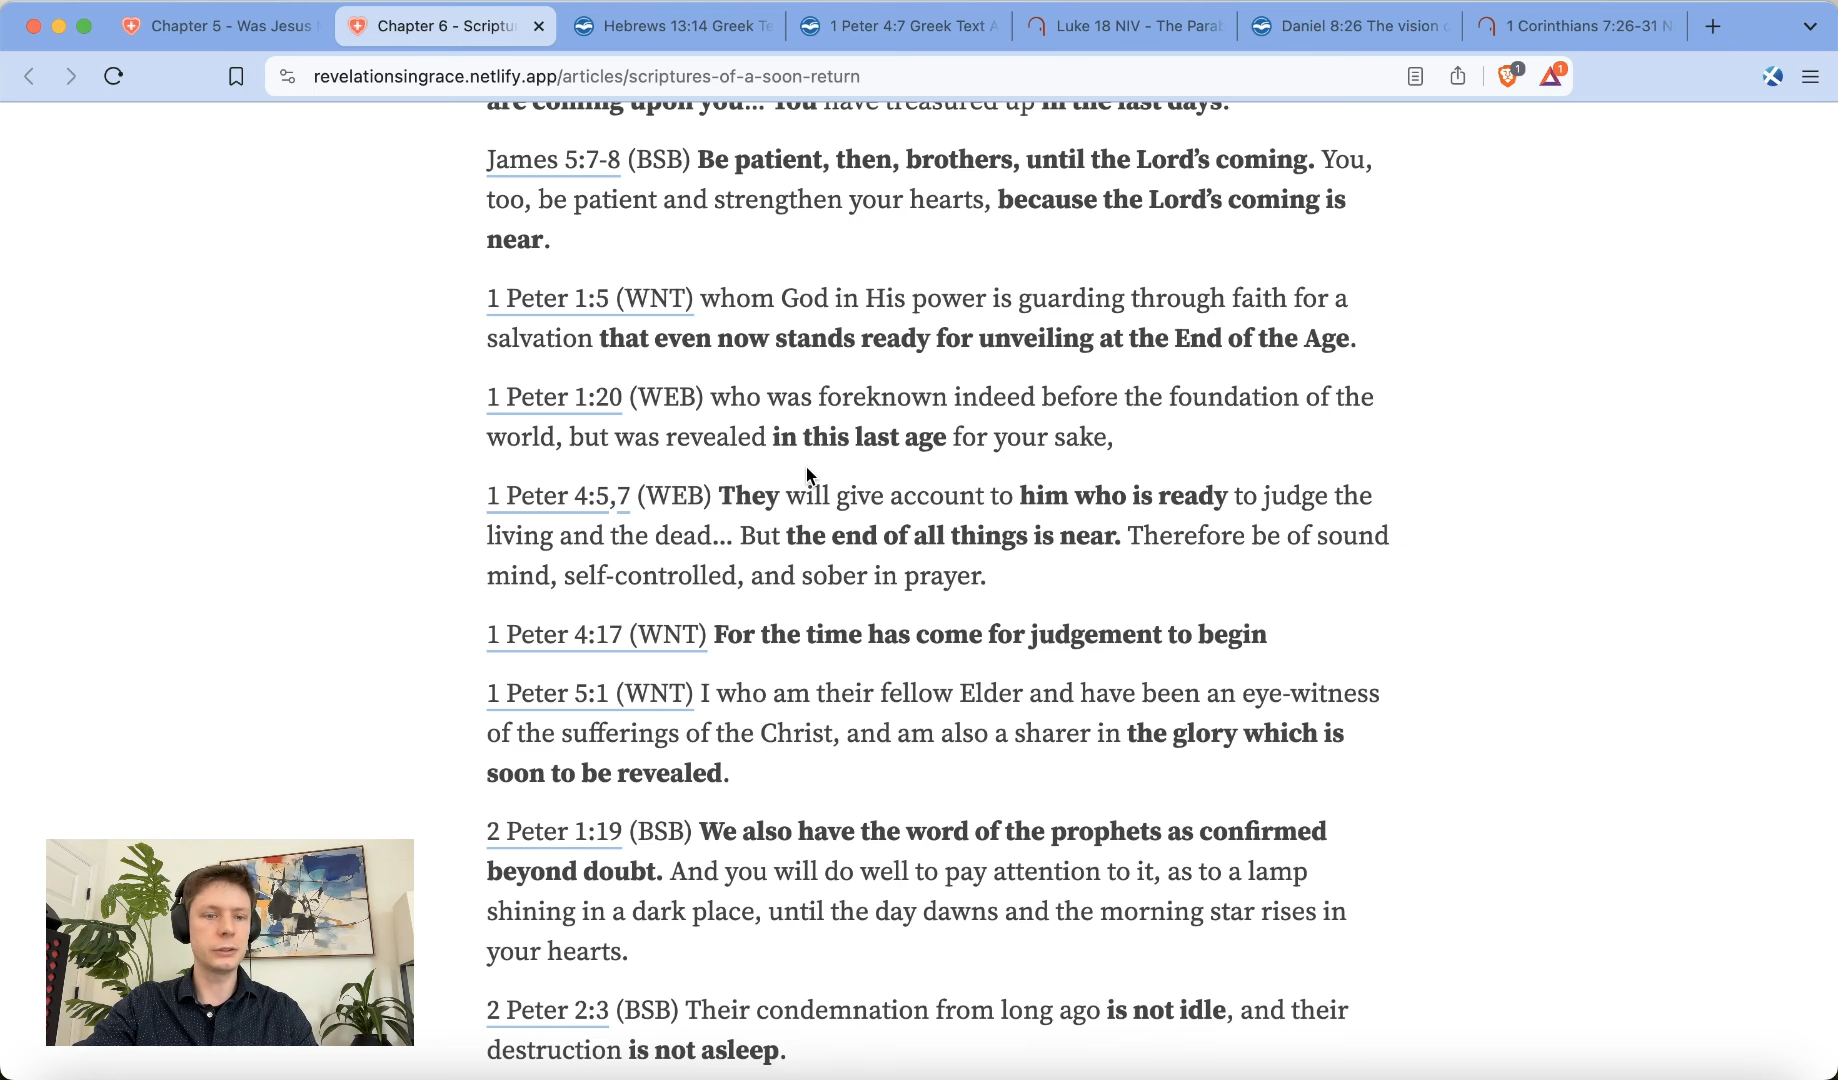 Chapter 5 - Was Jesus
Chapter 6 - Scriptu
Hebrews 13:14 Greek Te
1 Peter 4:7 Greek Text A
Luke 18 NIV - The Parab
Daniel 8:26 The vision
1 Corinthians 7:26-31 N
revelationsingrace.netlify.app/articles/scriptures-of-a-soon-return
1
1
are coming upon you... You have treasured up in the last days.
James 5:7-8 (BSB) Be patient, then, brothers, until the Lord’s coming. You,
too, be patient and strengthen your hearts, because the Lord’s coming is
near.
1 Peter 1:5 (WNT) whom God in His power is guarding through faith for a
salvation that even now stands ready for unveiling at the End of the Age.
1 Peter 1:20 (WEB) who was foreknown indeed before the foundation of the
world, but was revealed in this last age for your sake,
1 Peter 4:5,7 (WEB) They will give account to him who is ready to judge the
living and the dead... But the end of all things is near. Therefore be of sound
mind, self-controlled, and sober in prayer.
1 Peter 4:17 (WNT) For the time has come for judgement to begin
1 Peter 5:1 (WNT) I who am their fellow Elder and have been an eye-witness
of the sufferings of the Christ, and am also a sharer in the glory which is
soon to be revealed.
2 Peter 1:19 (BSB) We also have the word of the prophets as confirmed
beyond doubt. And you will do well to pay attention to it, as to a lamp
shining in a dark place, until the day dawns and the morning star rises in
your hearts.
2 Peter 2:3 (BSB) Their condemnation from long ago is not idle, and their
destruction is not asleep.